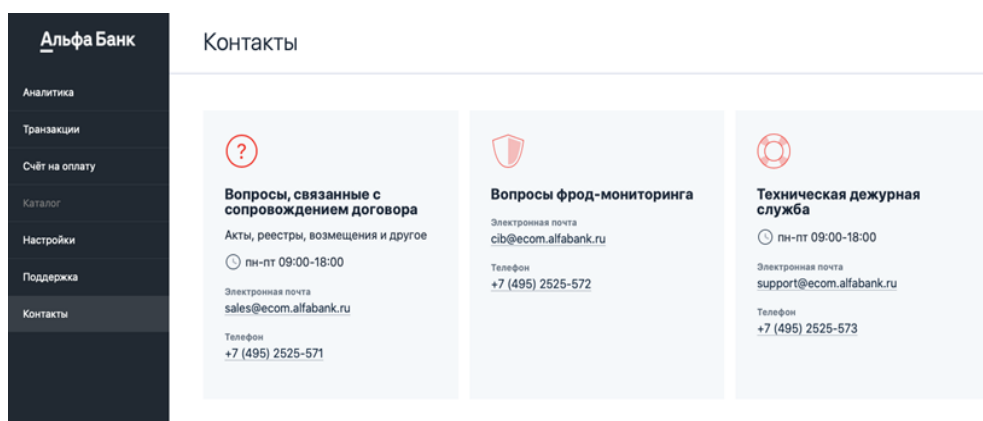 Альфа Банк
Аналитика
Транзакции
Счёт на оплату
Каталог
Настройки
Поддержка
Контакты
Контакты
?
Вопросы, связанные с
сопровождением договора
Акты, реестры, возмещения и другое
пн-пт 09:00-18:00
Электронная почта
sales@ecom.alfabank.ru
Телефон
+7 (495) 2525-571
Вопросы фрод-мониторинга
Электронная почта
cib@ecom.alfabank.ru
Телефон
+7 (495) 2525-572
Техническая дежурная
служба
пн-пт 09:00-18:00
Электронная почта
support@ecom.alfabank.ru
Телефон
+7 (495) 2525-573